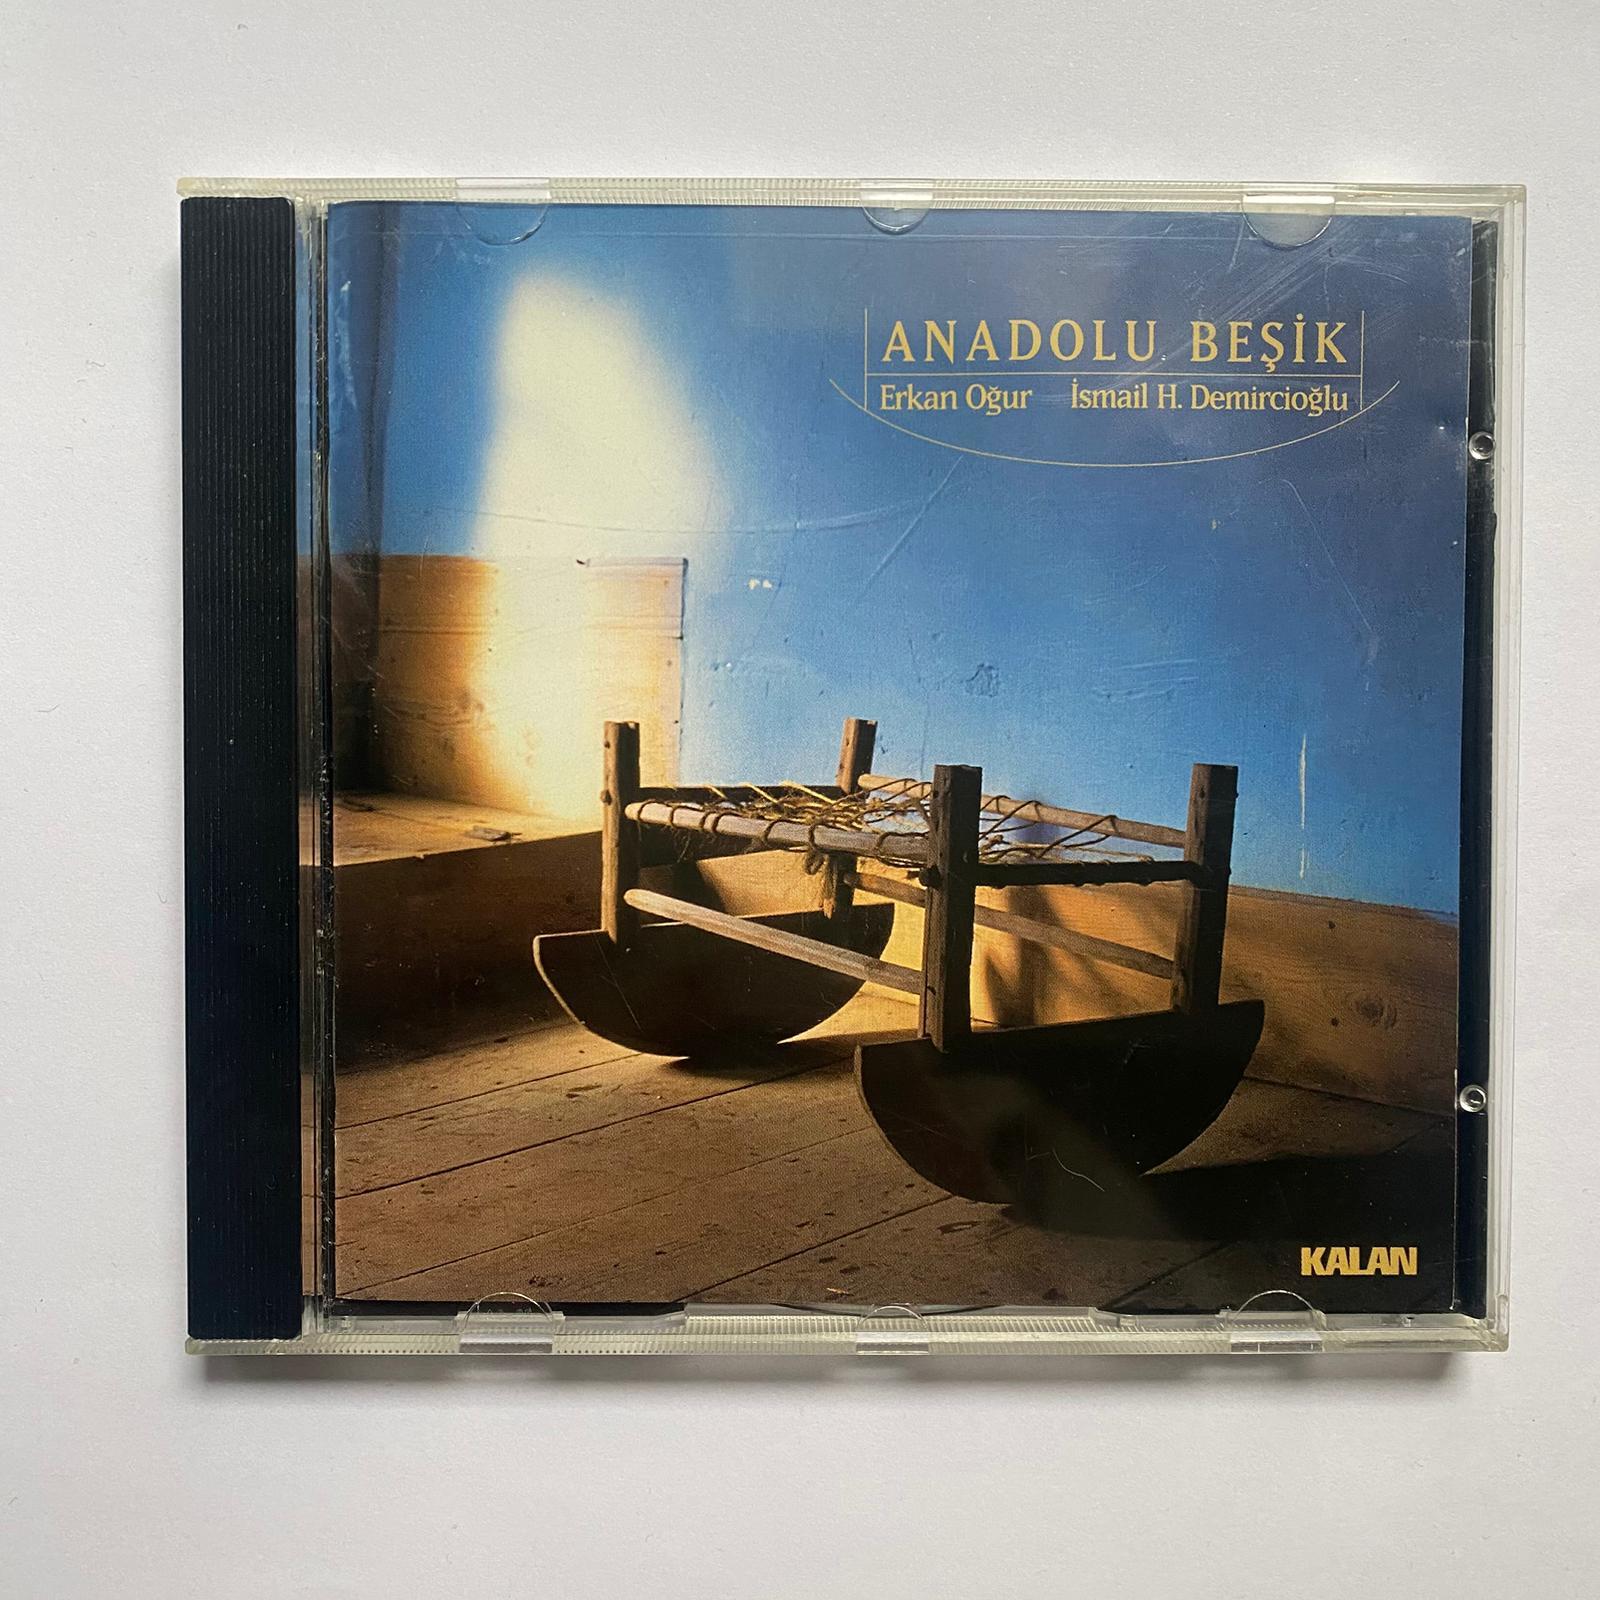 ANADOLU BEŞİK
Erkan Oğur İsmail H. Demircioğlu
KALAN